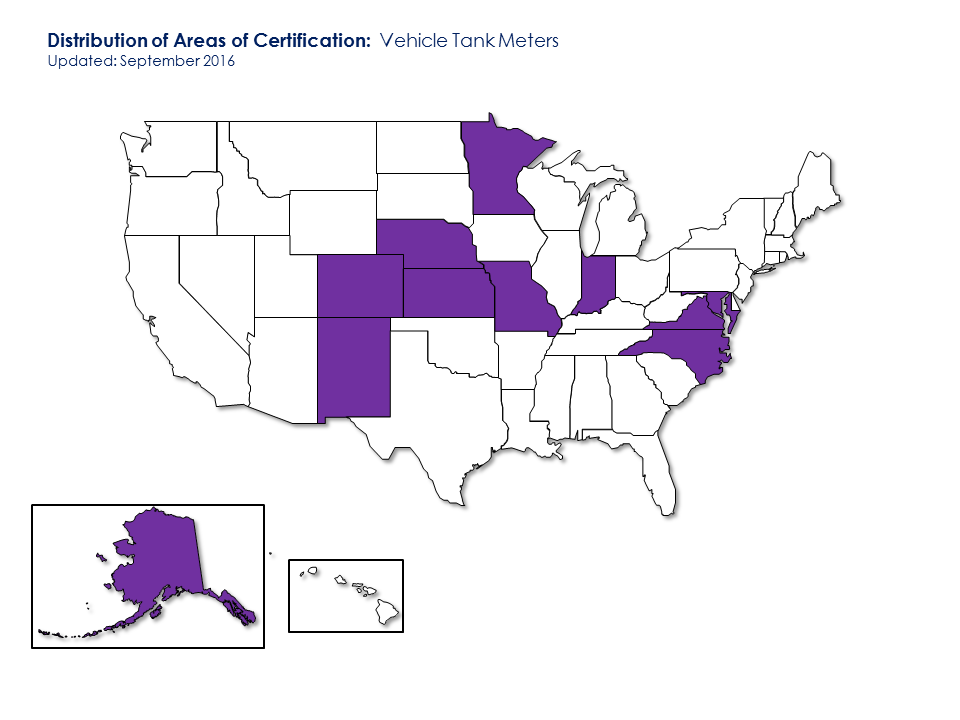 Distribution of Areas of Certification: Vehicle Tank Meters
Updated: September 2016